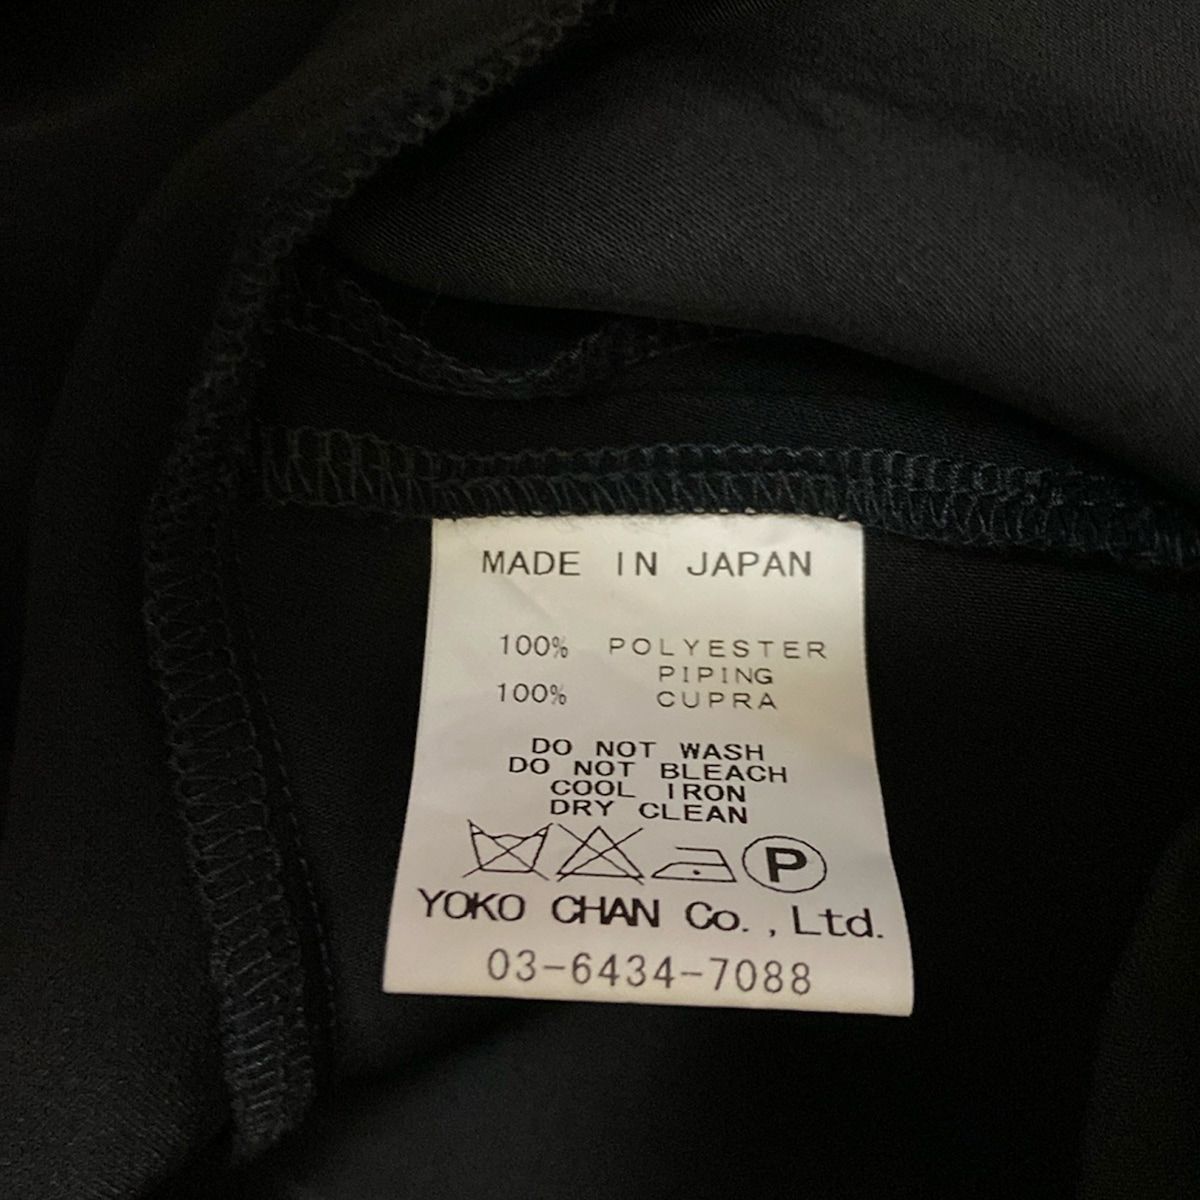 MADE IN JAPAN
100% POLYESTER
PIPING
100% CUPRA
DO NOT WASH
DO NOT BLEACH
COOL IRON
DRY CLEAN
P
YOKO CHAN Co., Ltd.
03-6434-7088